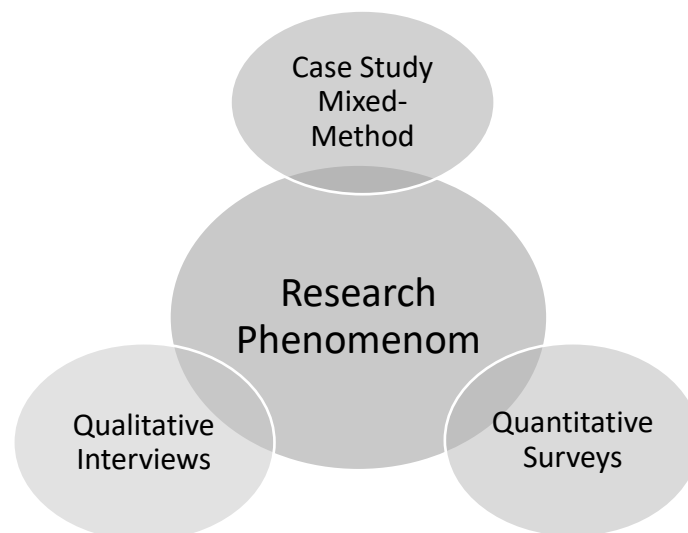 Case Study
Mixed-
Method
Research
Phenomenom
Qualitative
Interviews
Quantitative
Surveys